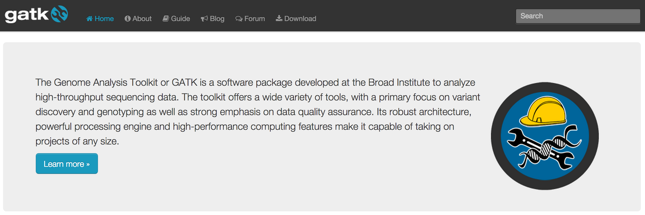 gatk Home About Guide Blog Forum Download Search
The Genome Analysis Toolkit or GATK is a software package developed at the Broad Institute to analyze
high-throughput sequencing data. The toolkit offers a wide variety of tools, with a primary focus on variant
discovery and genotyping as well as strong emphasis on data quality assurance. Its robust architecture,
powerful processing engine and high-performance computing features make it capable of taking on
projects of any size.
Learn more »